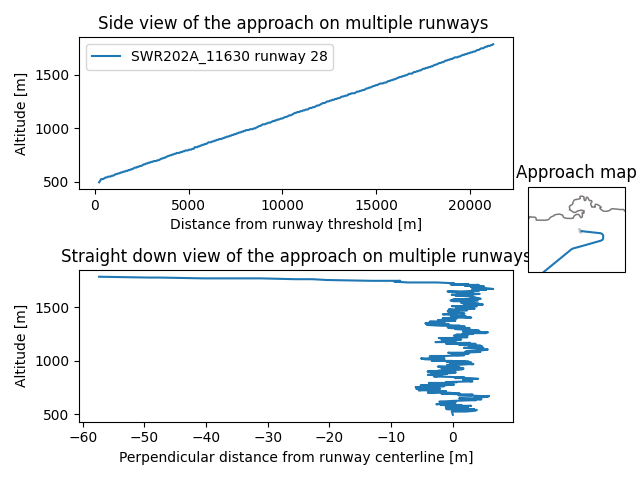 Side view of the approach on multiple runways
SWR202A_11630 runway 28
Altitude [m]
1500
1000
500
0
5000
10000
15000
20000
Distance from runway threshold [m]
Approach map
Straight down view of the approach on multiple runways
Altitude [m]
1500
1000
500
−60
−50
−40
−30
−20
−10
0
Perpendicular distance from runway centerline [m]